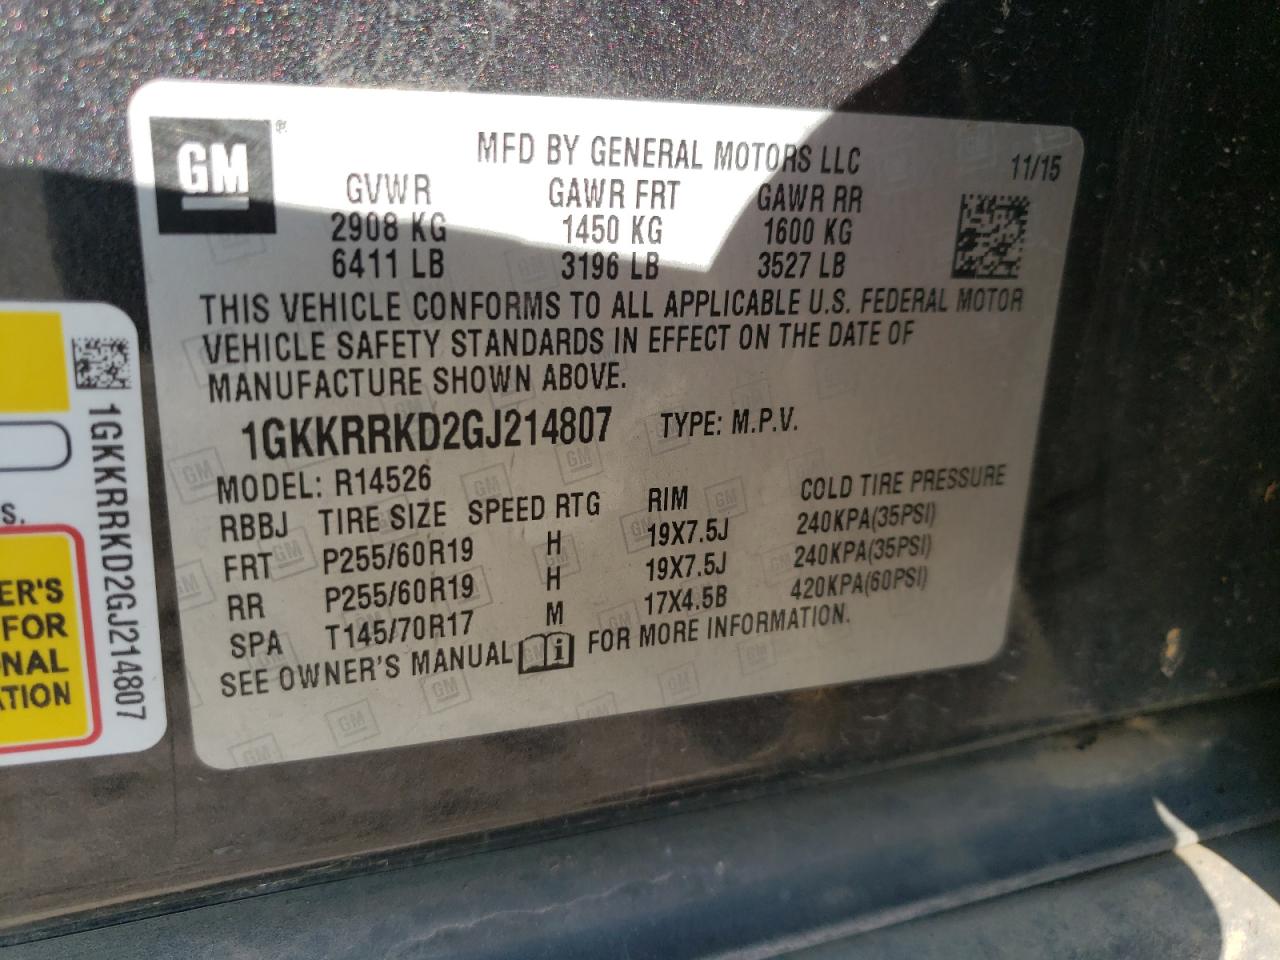 GM ®
MFD BY GENERAL MOTORS LLC 11/15
GVWR GAWR FRT GAWR RR
2908 KG 1450 KG 1600 KG
6411 LB 3196 LB 3527 LB
THIS VEHICLE CONFORMS TO ALL APPLICABLE U.S. FEDERAL MOTOR
VEHICLE SAFETY STANDARDS IN EFFECT ON THE DATE OF
MANUFACTURE SHOWN ABOVE.
1GKKRRKD2GJ214807 TYPE: M.P.V.
MODEL: R14526
RBBJ TIRE SIZE SPEED RTG RIM COLD TIRE PRESSURE
FRT P255/60R19 H 19X7.5J 240KPA(35PSI)
RR P255/60R19 H 19X7.5J 240KPA(35PSI)
SPA T145/70R17 M 17X4.5B 420KPA(60PSI)
SEE OWNER'S MANUAL i FOR MORE INFORMATION.
1GKKRRKD2GJ214807
S.
ER'S
FOR
NAL
ATION